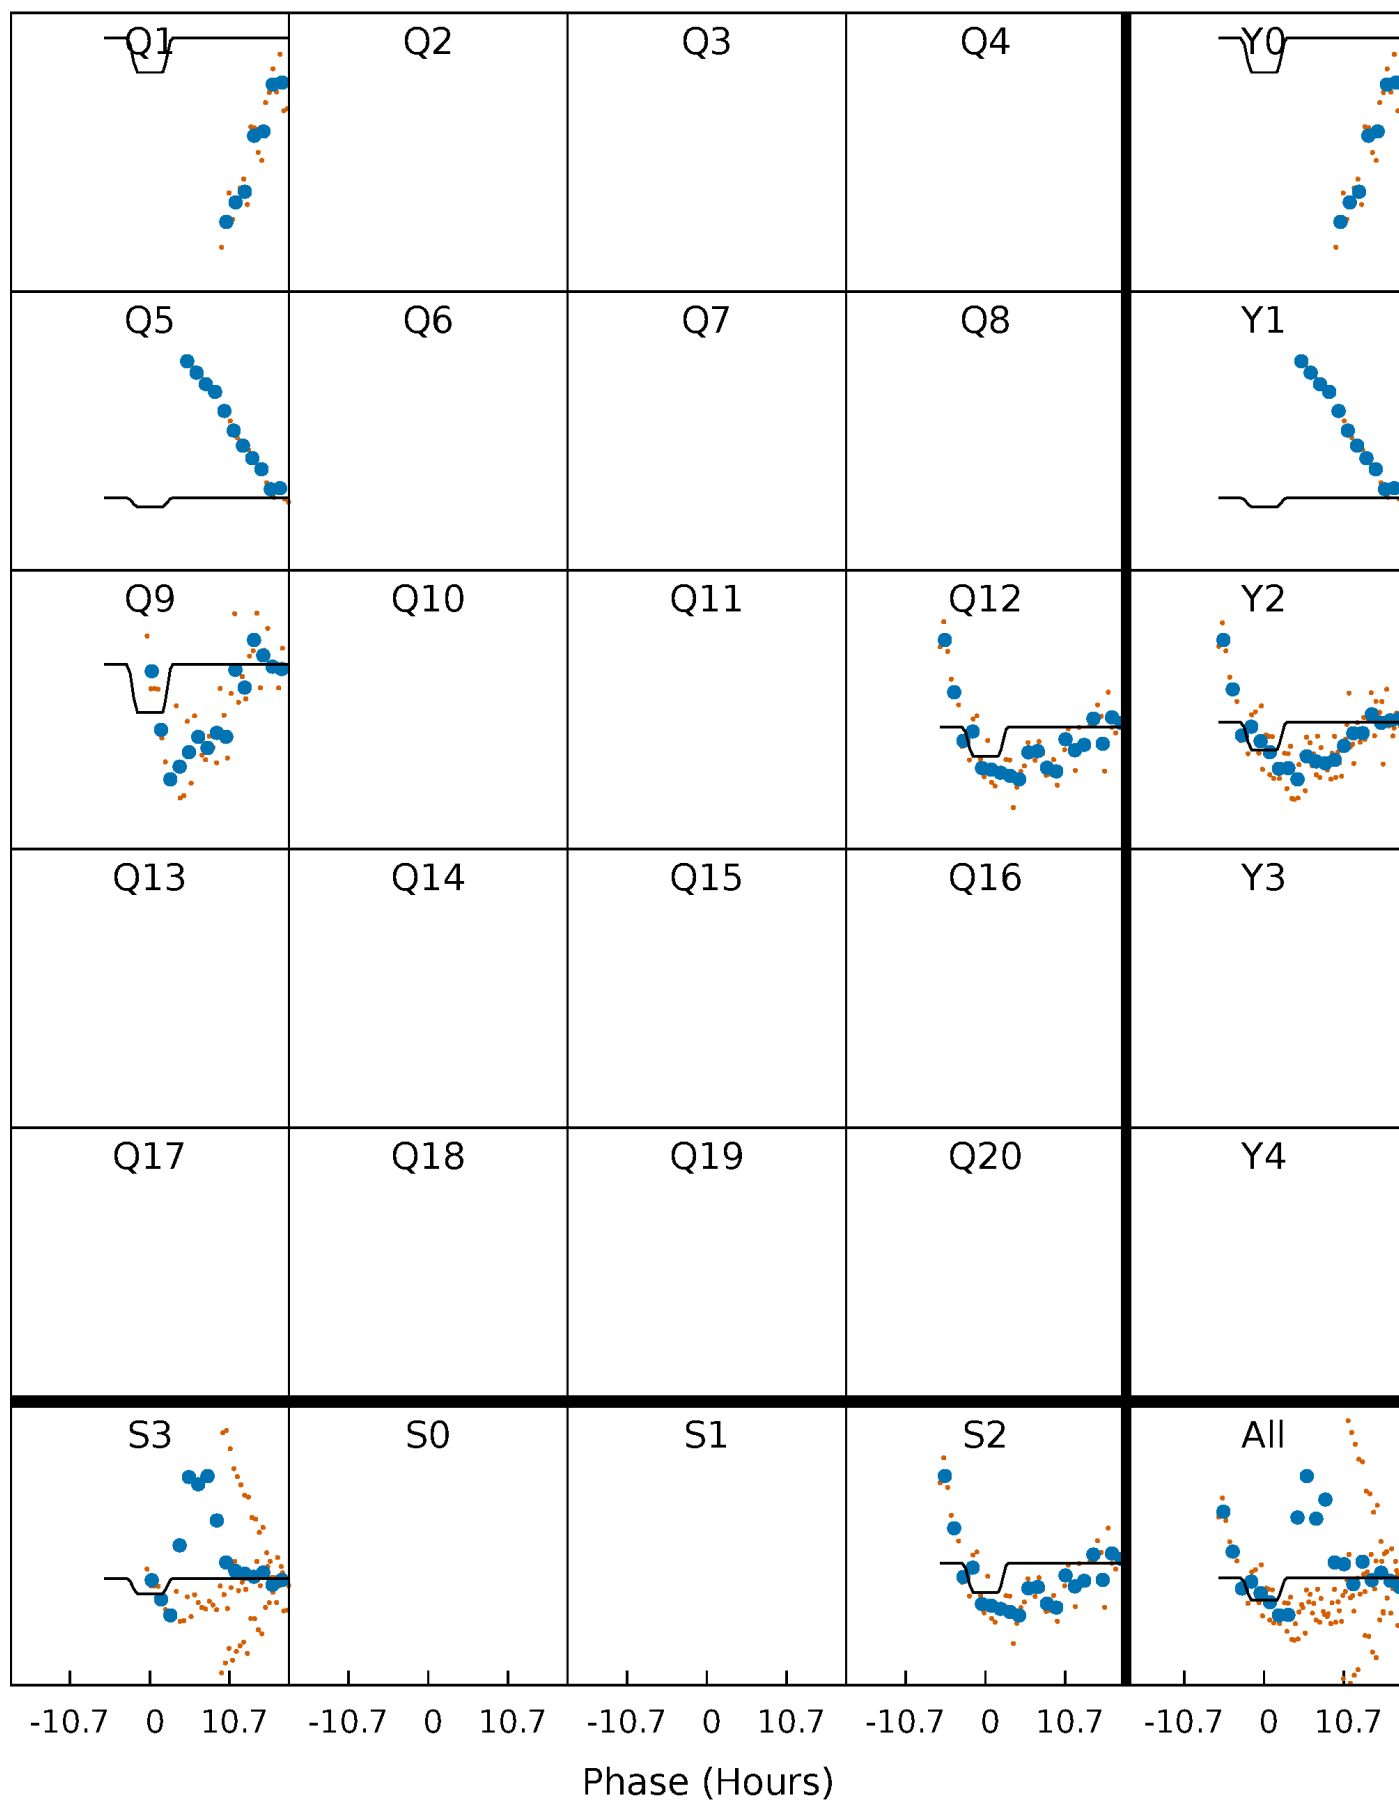 Q1 Q2 Q3 Q4 Y0
Q5 Q6 Q7 Q8 Y1
Q9 Q10 Q11 Q12 Y2
Q13 Q14 Q15 Q16 Y3
Q17 Q18 Q19 Q20 Y4
S3 S0 S1 S2 All
-10.7 0 10.7 -10.7 0 10.7 -10.7 0 10.7 -10.7 0 10.7 -10.7 0 10.7
Phase (Hours)